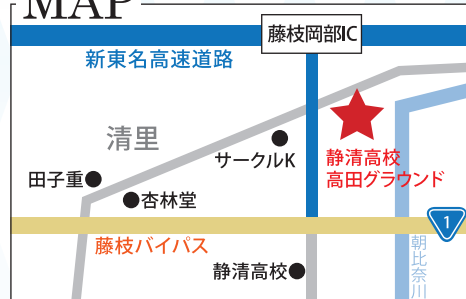 MAP
藤枝岡部IC
新東名高速道路
清里
サークルK
静清高校
高田グラウンド
田子重
杏林堂
1
藤枝バイパス
朝比奈川
静清高校